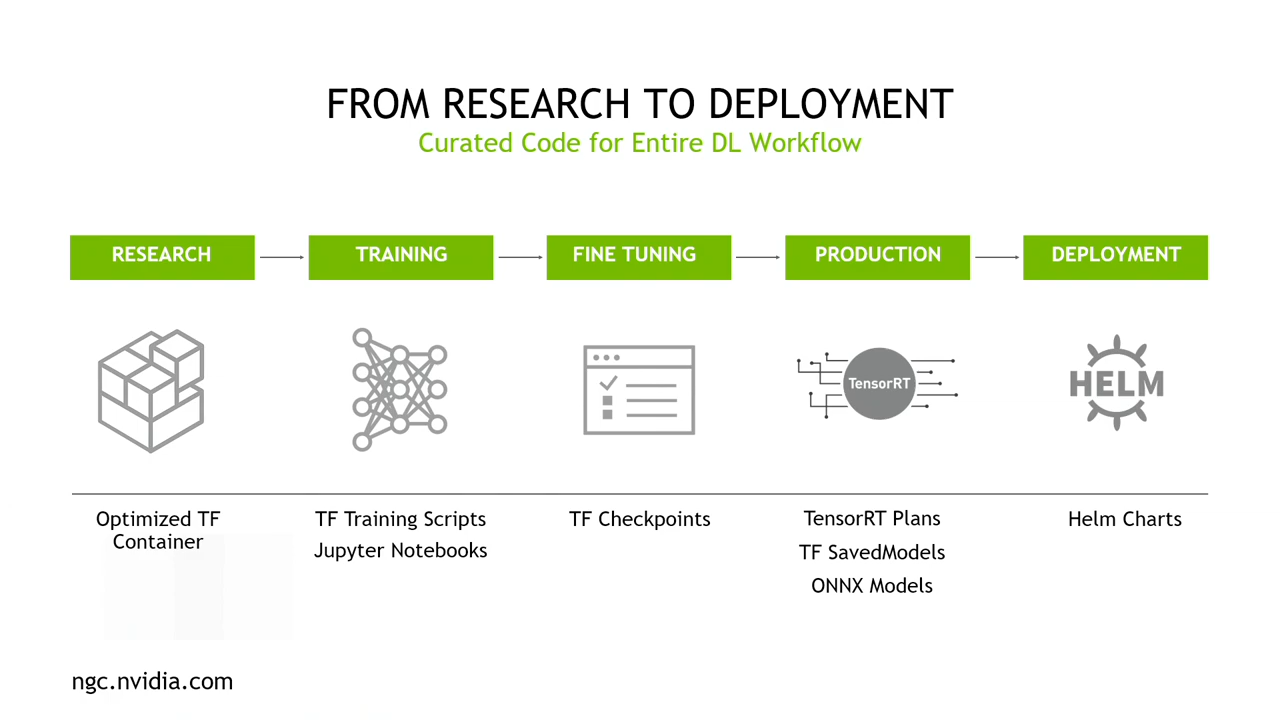 FROM RESEARCH TO DEPLOYMENT
Curated Code for Entire DL Workflow
RESEARCH
TRAINING
FINE TUNING
PRODUCTION
DEPLOYMENT
TensorRT
HELM
Optimized TF
Container
TF Training Scripts
Jupyter Notebooks
TF Checkpoints
TensorRT Plans
TF SavedModels
ONNX Models
Helm Charts
ngc.nvidia.com